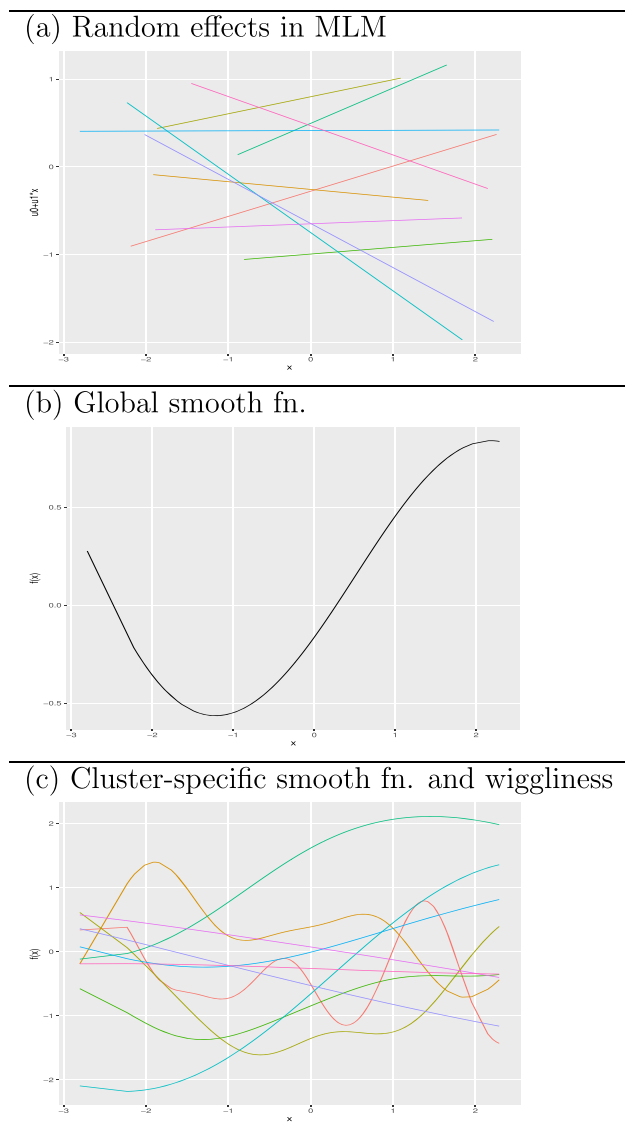 (a) Random effects in MLM
1
0
−1
−2
u0+u1*x
−3 −2 −1 0 1 2
x
(b) Global smooth fn.
0.5
0.0
−0.5
f(x)
−3 −2 −1 0 1 2
x
(c) Cluster-specific smooth fn. and wiggliness
2
1
0
−1
−2
f(x)
−3 −2 −1 0 1 2
x